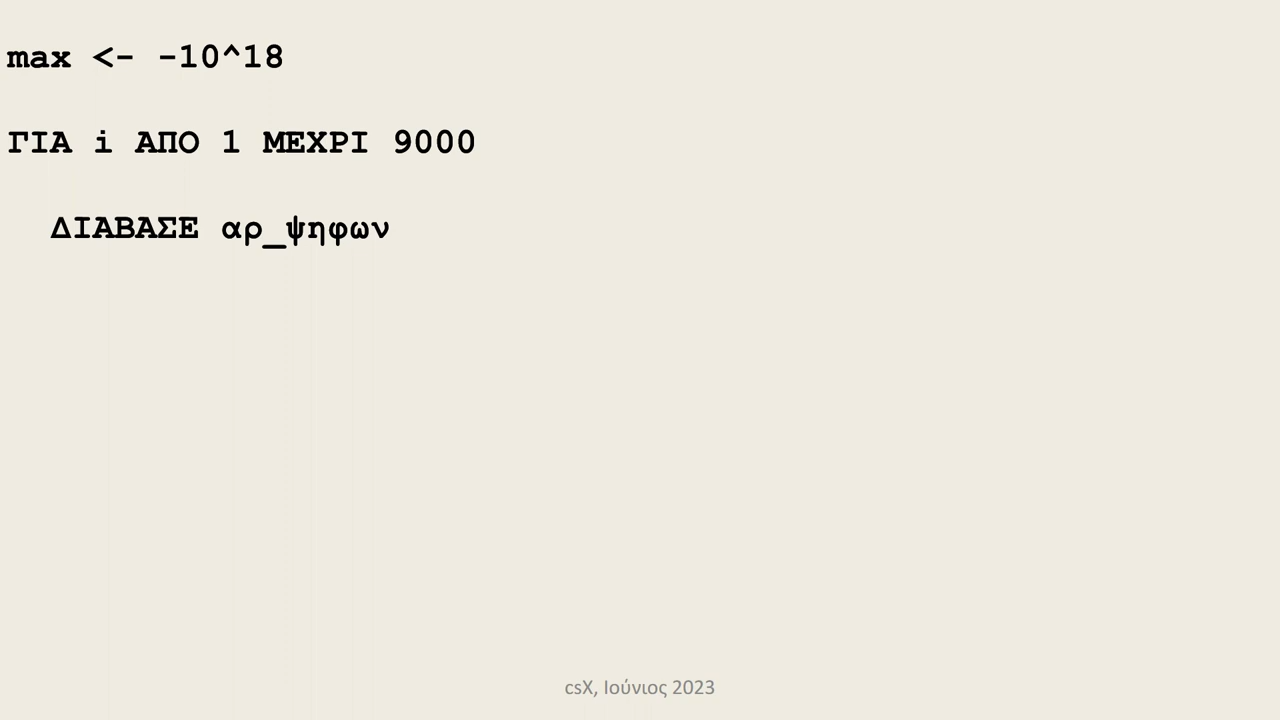 max <- -10^18
ΓΙΑ i ΑΠΟ 1 ΜΕΧΡΙ 9000
ΔΙΑΒΑΣΕ αρ_ψηφων
csX, Ιούνιος 2023